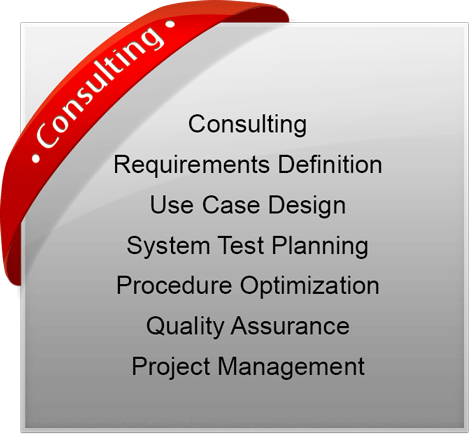 • Consulting •
Consulting
Requirements Definition
Use Case Design
System Test Planning
Procedure Optimization
Quality Assurance
Project Management